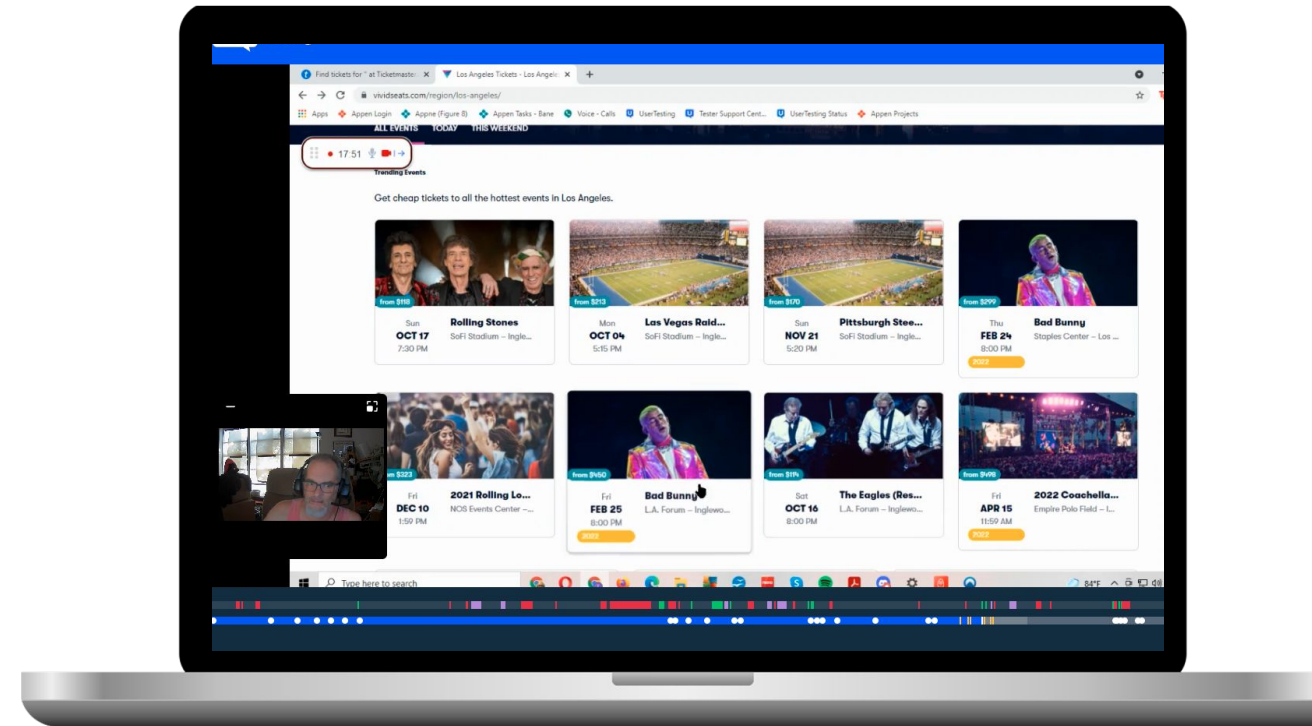 Find tickets for " at Ticketmaster
Los Angeles Tickets - Los Angele
vividseats.com/region/los-angeles/
Apps
Appen Login
Appne (Figure 8)
Appen Tasks - Bane
Voice - Calls
UserTesting
Tester Support Cent...
UserTesting Status
Appen Projects
ALL EVENTS
TODAY
THIS WEEKEND
17:51
Trending Events
Get cheap tickets to all the hottest events in Los Angeles.
from $118
Sun
OCT 17
7:30 PM
Rolling Stones
SoFi Stadium – Ingle...
from $213
Mon
OCT 04
5:15 PM
Las Vegas Raid...
SoFi Stadium – Ingle...
from $170
Sun
NOV 21
5:20 PM
Pittsburgh Stee...
SoFi Stadium – Ingle...
from $299
Thu
FEB 24
8:00 PM
2022
Bad Bunny
Staples Center – Los ...
$323
Fri
DEC 10
1:59 PM
2021 Rolling Lo...
NOS Events Center –...
from $450
Fri
FEB 25
8:00 PM
2022
Bad Bunny
L.A. Forum – Inglewo...
from $194
Sat
OCT 16
8:00 PM
The Eagles (Res...
L.A. Forum – Inglewo...
from $498
Fri
APR 15
11:59 AM
2022
2022 Coachella...
Empire Polo Field – I...
Type here to search
84°F